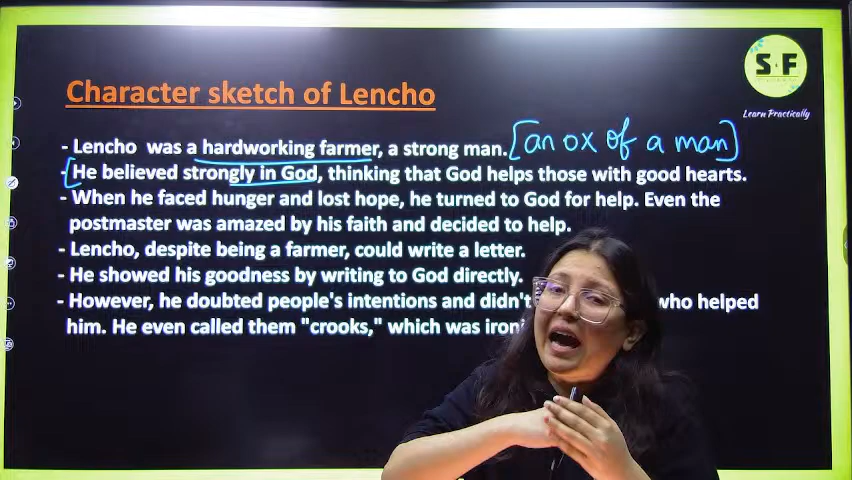 S F
Learn Practically
Character sketch of Lencho
- Lencho was a hardworking farmer, a strong man. [an ox of a man]
- He believed strongly in God, thinking that God helps those with good hearts.
- When he faced hunger and lost hope, he turned to God for help. Even the
postmaster was amazed by his faith and decided to help.
- Lencho, despite being a farmer, could write a letter.
- He showed his goodness by writing to God directly.
- However, he doubted people's intentions and didn't who helped
him. He even called them "crooks," which was